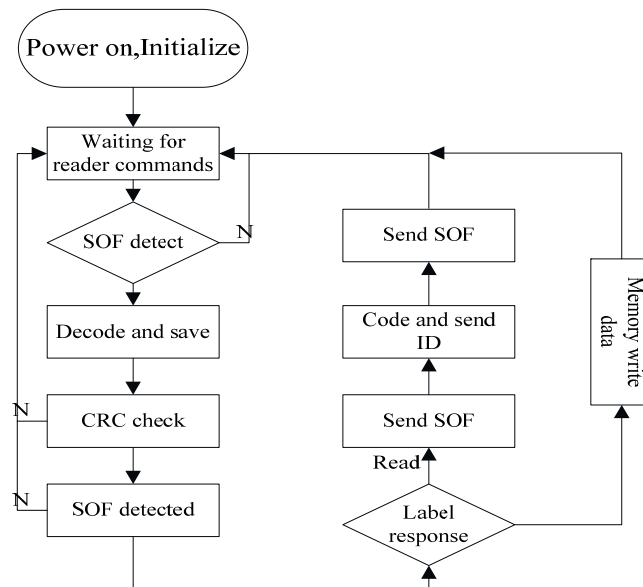 Power on,Initialize
Waiting for
reader commands
SOF detect
N
Decode and save
CRC check
N
SOF detected
N
Send SOF
Code and send
ID
Send SOF
Read
Label
response
Memory write
data